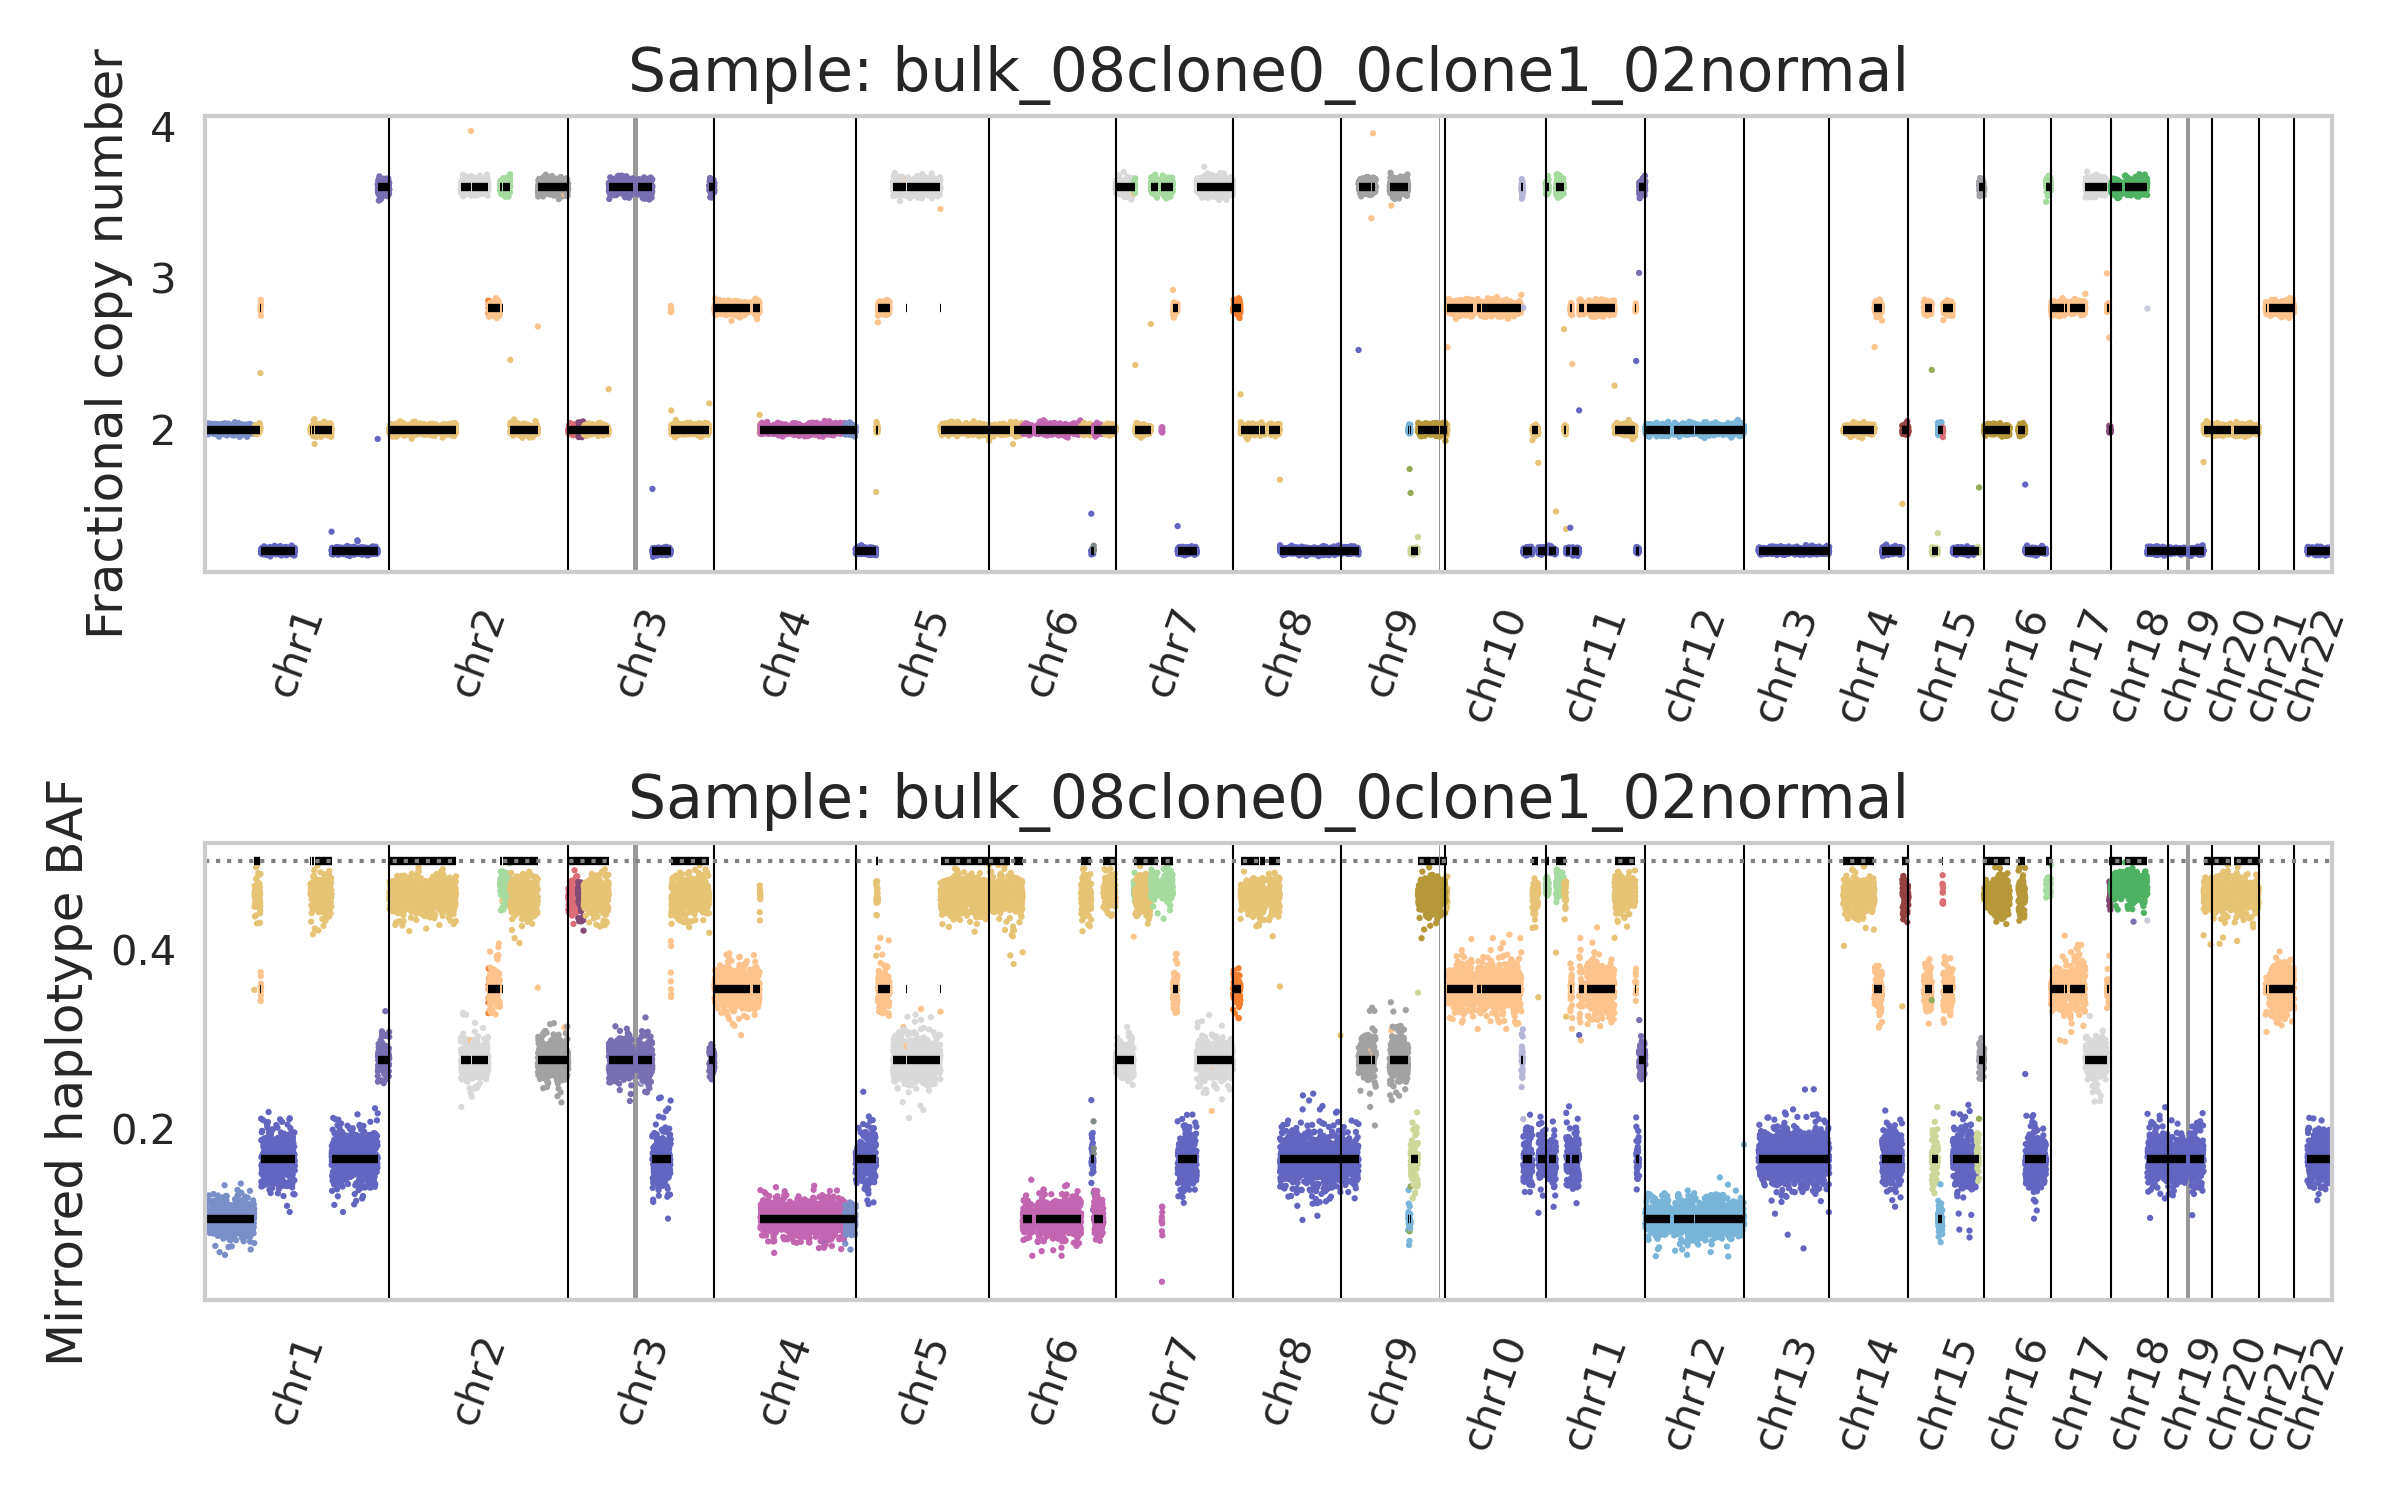 Sample: bulk_08clone0_0clone1_02normal
Fractional copy number
4
3
2
chr1 chr2 chr3 chr4 chr5 chr6 chr7 chr8 chr9 chr10 chr11 chr12 chr13 chr14 chr15 chr16 chr17 chr18 chr19 chr20 chr21 chr22
Sample: bulk_08clone0_0clone1_02normal
Mirrored haplotype BAF
0.4
0.2
chr1 chr2 chr3 chr4 chr5 chr6 chr7 chr8 chr9 chr10 chr11 chr12 chr13 chr14 chr15 chr16 chr17 chr18 chr19 chr20 chr21 chr22